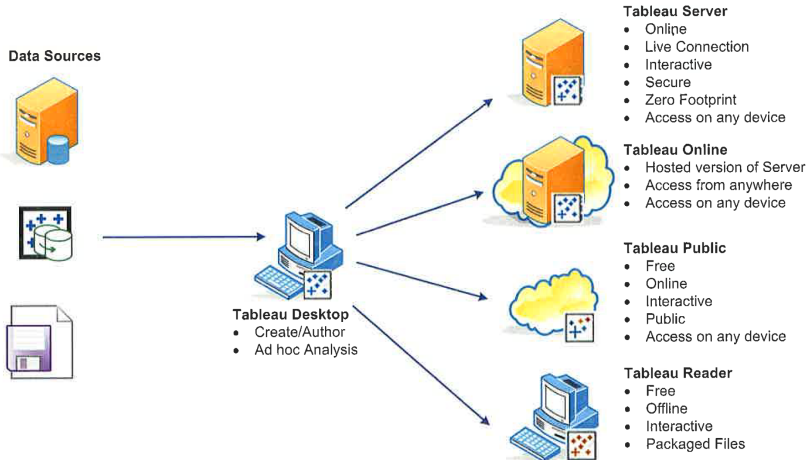 Data Sources
Tableau Desktop
• Create/Author
• Ad hoc Analysis
Tableau Server
• Online
• Live Connection
• Interactive
• Secure
• Zero Footprint
• Access on any device
Tableau Online
• Hosted version of Server
• Access from anywhere
• Access on any device
Tableau Public
• Free
• Online
• Interactive
• Public
• Access on any device
Tableau Reader
• Free
• Offline
• Interactive
• Packaged Files